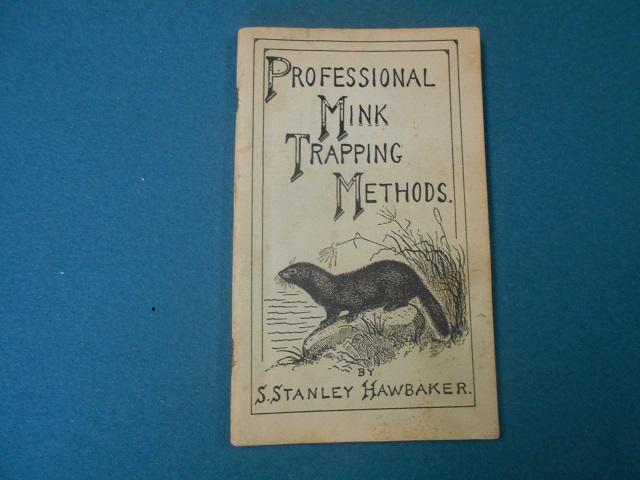 PROFESSIONAL
MINK
TRAPPING
METHODS.
BY
S. STANLEY HAWBAKER.